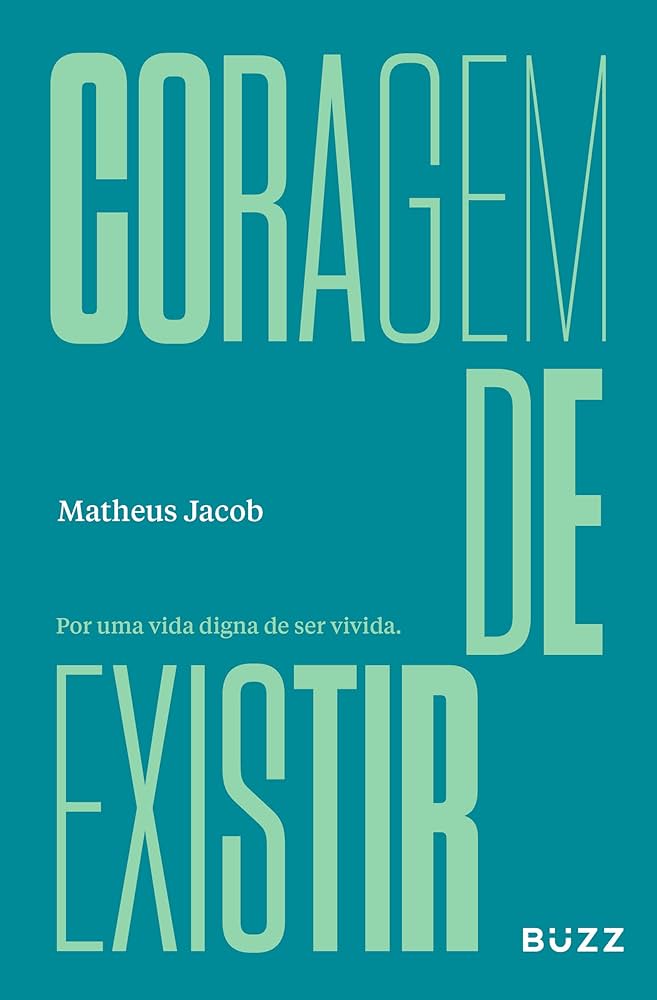 CORAGEM
DE
Matheus Jacob
Por uma vida digna de ser vivida.
EXISTIR
BUZZ